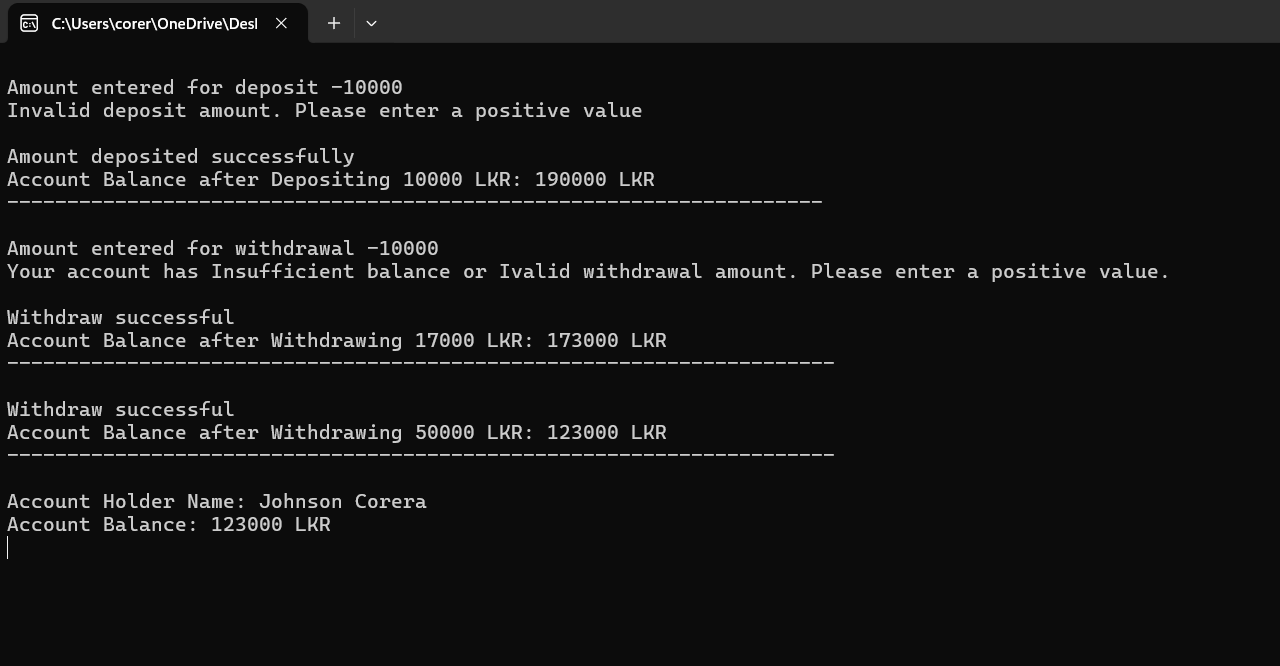 C:\Users\corer\OneDrive\Desl
Amount entered for deposit -10000
Invalid deposit amount. Please enter a positive value
Amount deposited successfully
Account Balance after Depositing 10000 LKR: 190000 LKR
--------------------------------------------------------------------
Amount entered for withdrawal -10000
Your account has Insufficient balance or Ivalid withdrawal amount. Please enter a positive value.
Withdraw successful
Account Balance after Withdrawing 17000 LKR: 173000 LKR
---------------------------------------------------------------------
Withdraw successful
Account Balance after Withdrawing 50000 LKR: 123000 LKR
---------------------------------------------------------------------
Account Holder Name: Johnson Corera
Account Balance: 123000 LKR